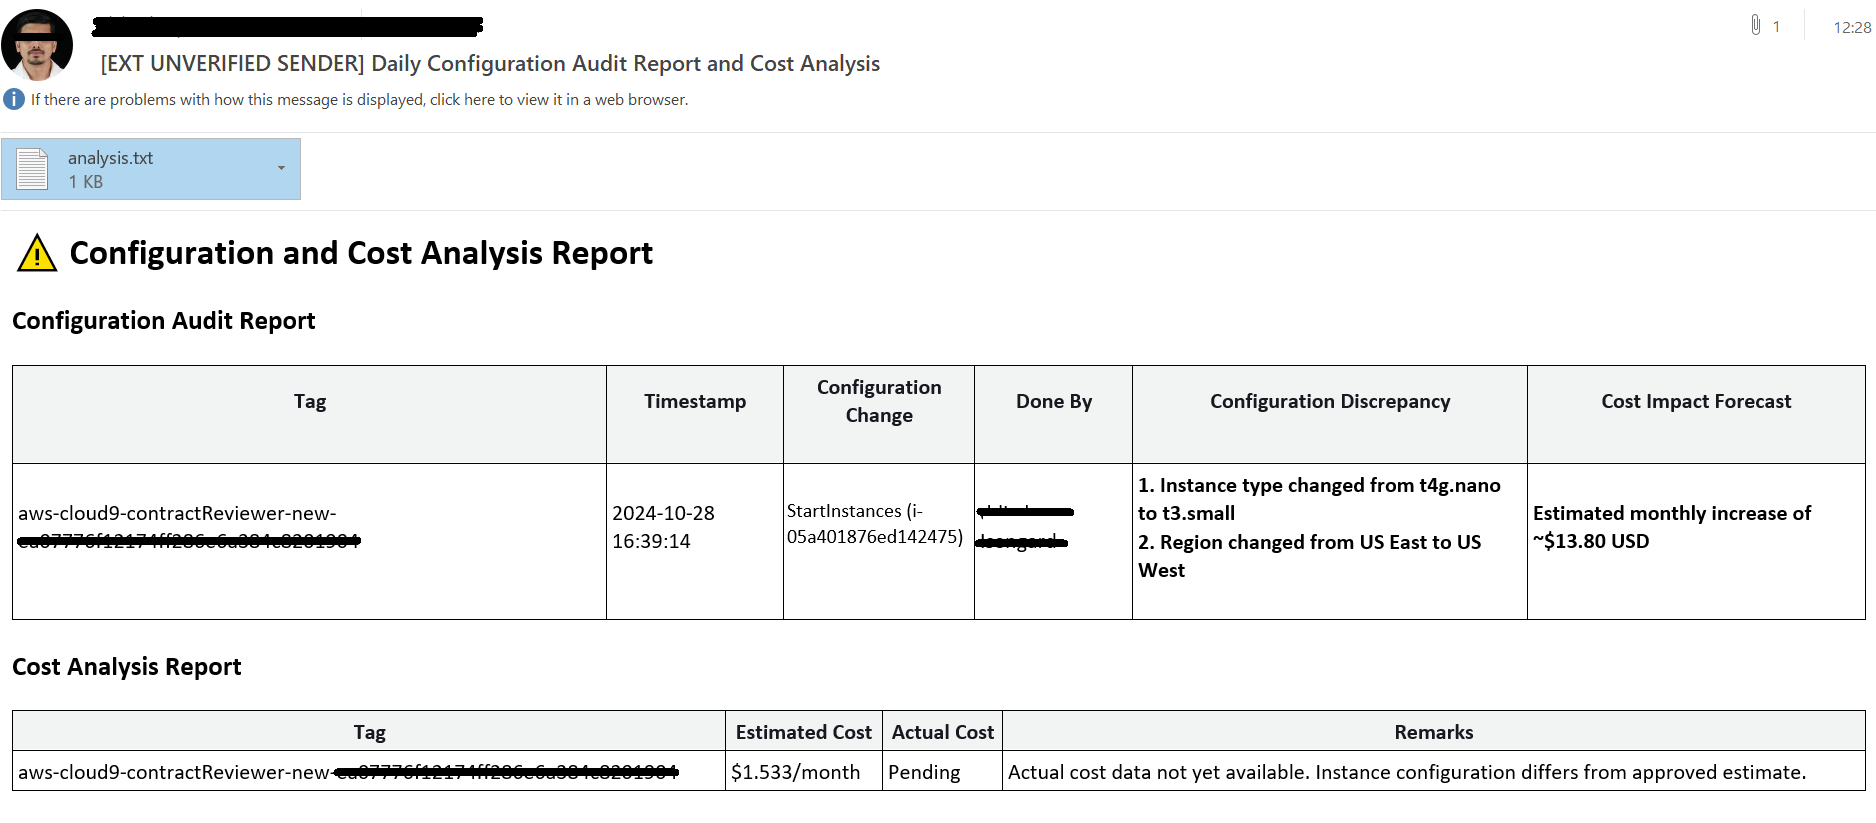 1
12:28
[EXT UNVERIFIED SENDER] Daily Configuration Audit Report and Cost Analysis
If there are problems with how this message is displayed, click here to view it in a web browser.
analysis.txt
1 KB
Configuration and Cost Analysis Report
Configuration Audit Report
Tag
Timestamp
Configuration
Change
Done By
Configuration Discrepancy
Cost Impact Forecast
aws-cloud9-contractReviewer-new-
2024-10-28
16:39:14
StartInstances (i-
05a401876ed142475)
1. Instance type changed from t4g.nano
to t3.small
2. Region changed from US East to US
West
Estimated monthly increase of
~$13.80 USD
Cost Analysis Report
Tag
Estimated Cost
Actual Cost
Remarks
aws-cloud9-contractReviewer-new-
$1.533/month
Pending
Actual cost data not yet available. Instance configuration differs from approved estimate.